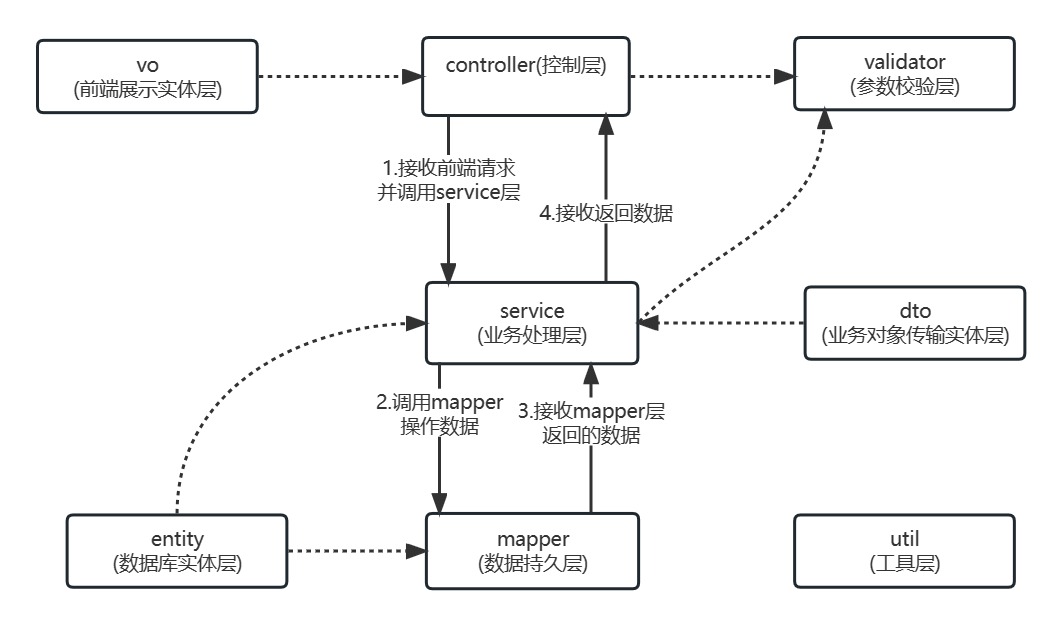 vo
(前端展示实体层)
controller(控制层)
validator
(参数校验层)
1.接收前端请求
并调用service层
4.接收返回数据
service
(业务处理层)
dto
(业务对象传输实体层)
2.调用mapper
操作数据
3.接收mapper层
返回的数据
entity
(数据库实体层)
mapper
(数据持久层)
util
(工具层)